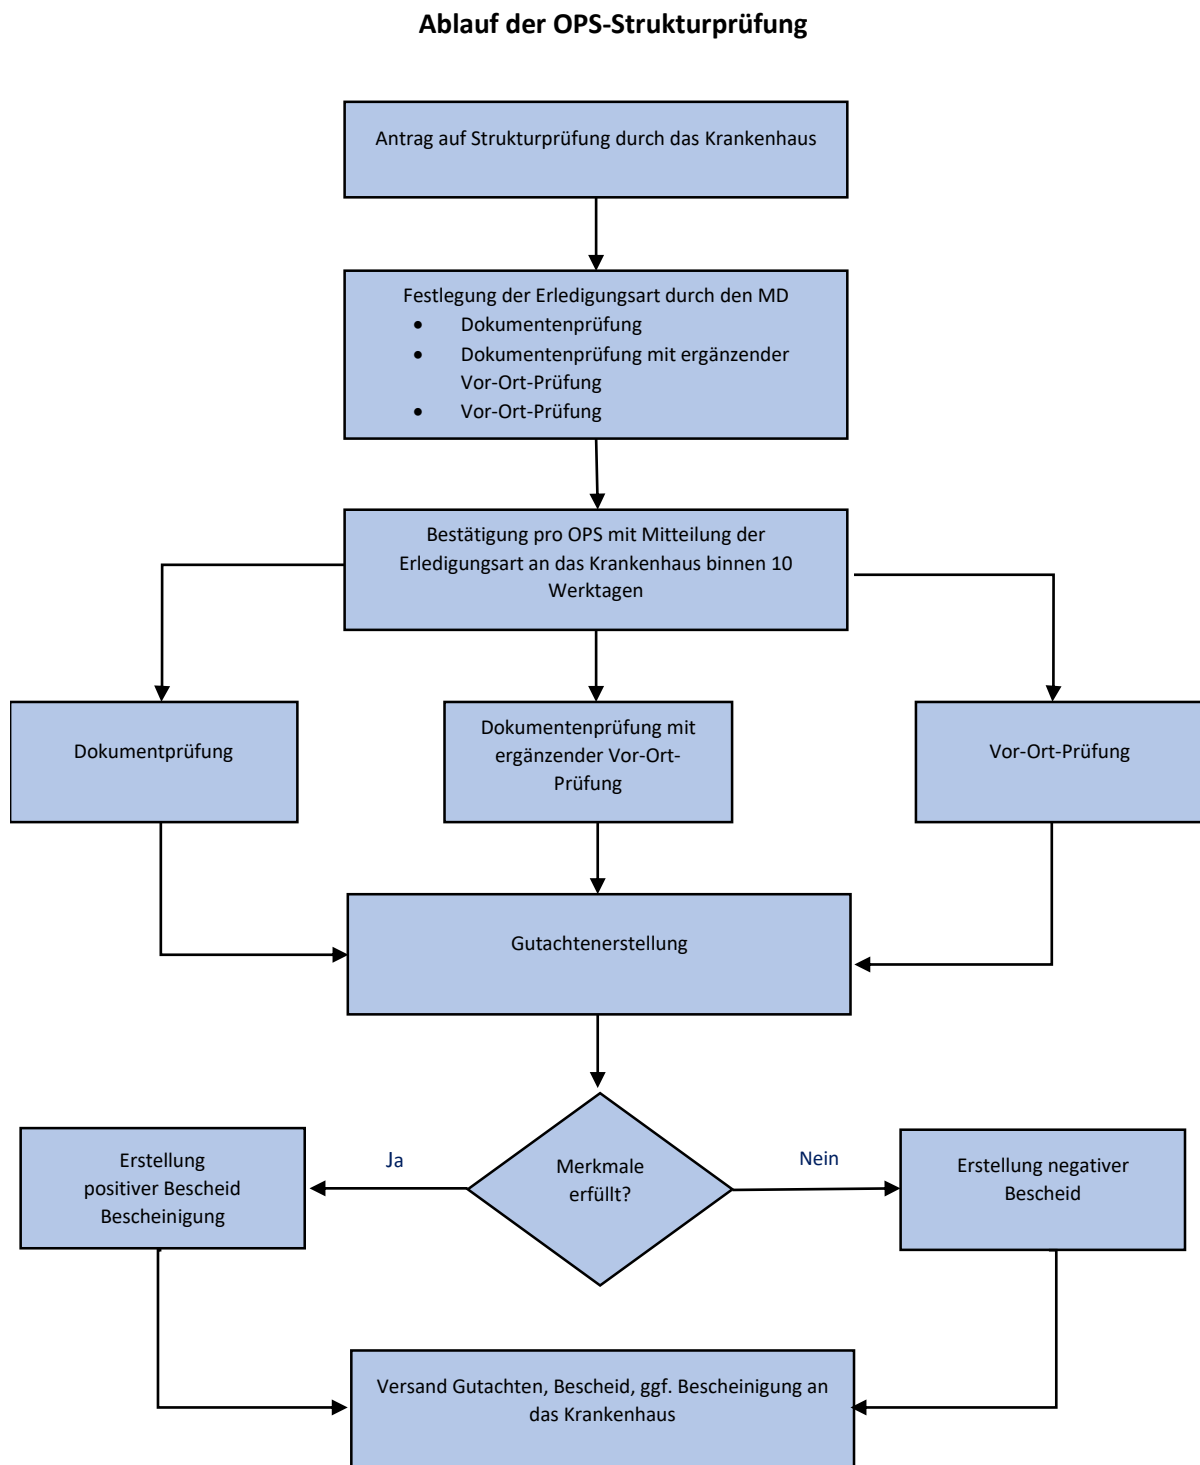 Ablauf der OPS-Strukturprüfung
Antrag auf Strukturprüfung durch das Krankenhaus
Festlegung der Erledigungsart durch den MD
• Dokumentenprüfung
• Dokumentenprüfung mit ergänzender
Vor-Ort-Prüfung
• Vor-Ort-Prüfung
Bestätigung pro OPS mit Mitteilung der
Erledigungsart an das Krankenhaus binnen 10
Werktagen
Dokumentprüfung
Dokumentenprüfung mit
ergänzender Vor-Ort-
Prüfung
Vor-Ort-Prüfung
Gutachtenerstellung
Merkmale
erfüllt?
Ja
Erstellung
positiver Bescheid
Bescheinigung
Nein
Erstellung negativer
Bescheid
Versand Gutachten, Bescheid, ggf. Bescheinigung an
das Krankenhaus